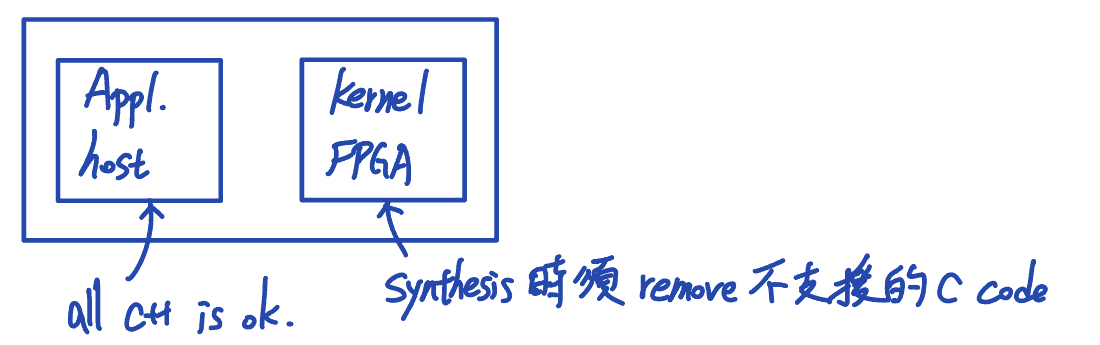 Appl.
host
kernel
FPGA
all C++ is ok.
Synthesis 時須 remove 不支援的 C code